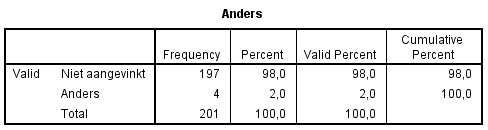 Anders
Frequency Percent Valid Percent Cumulative Percent
Valid Niet aangevinkt 197 98,0 98,0 98,0
Anders 4 2,0 2,0 100,0
Total 201 100,0 100,0